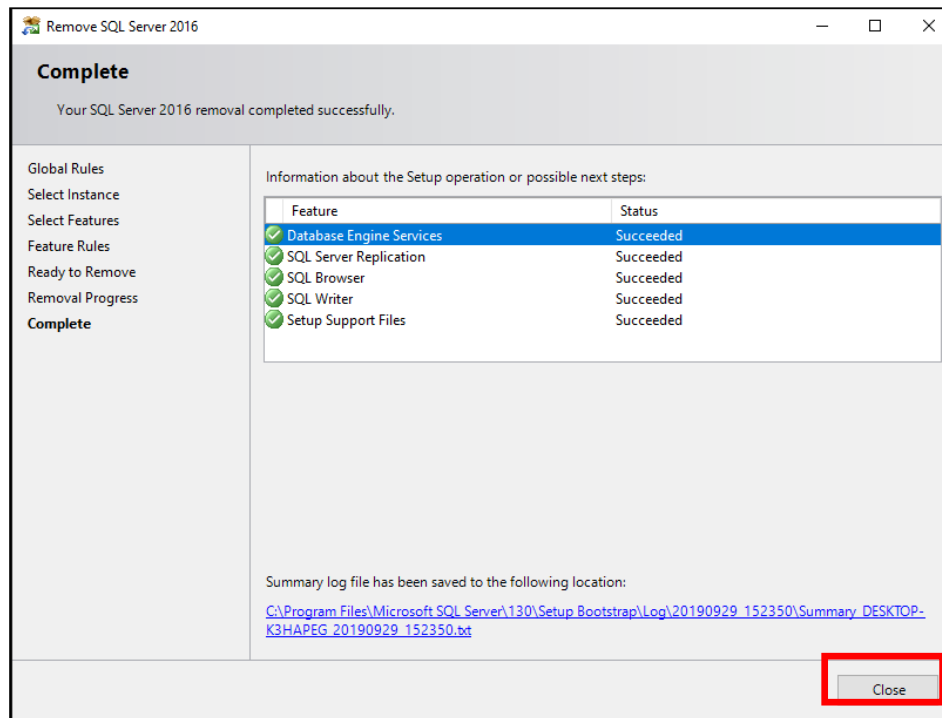 Remove SQL Server 2016
Complete
Your SQL Server 2016 removal completed successfully.
Global Rules
Select Instance
Select Features
Feature Rules
Ready to Remove
Removal Progress
Complete
Information about the Setup operation or possible next steps:
Feature Status
Database Engine Services Succeeded
SQL Server Replication Succeeded
SQL Browser Succeeded
SQL Writer Succeeded
Setup Support Files Succeeded
Summary log file has been saved to the following location:
C:\Program Files\Microsoft SQL Server\130\Setup Bootstrap\Log\20190929_152350\Summary_DESKTOP-
K3HAPEG_20190929_152350.txt
Close